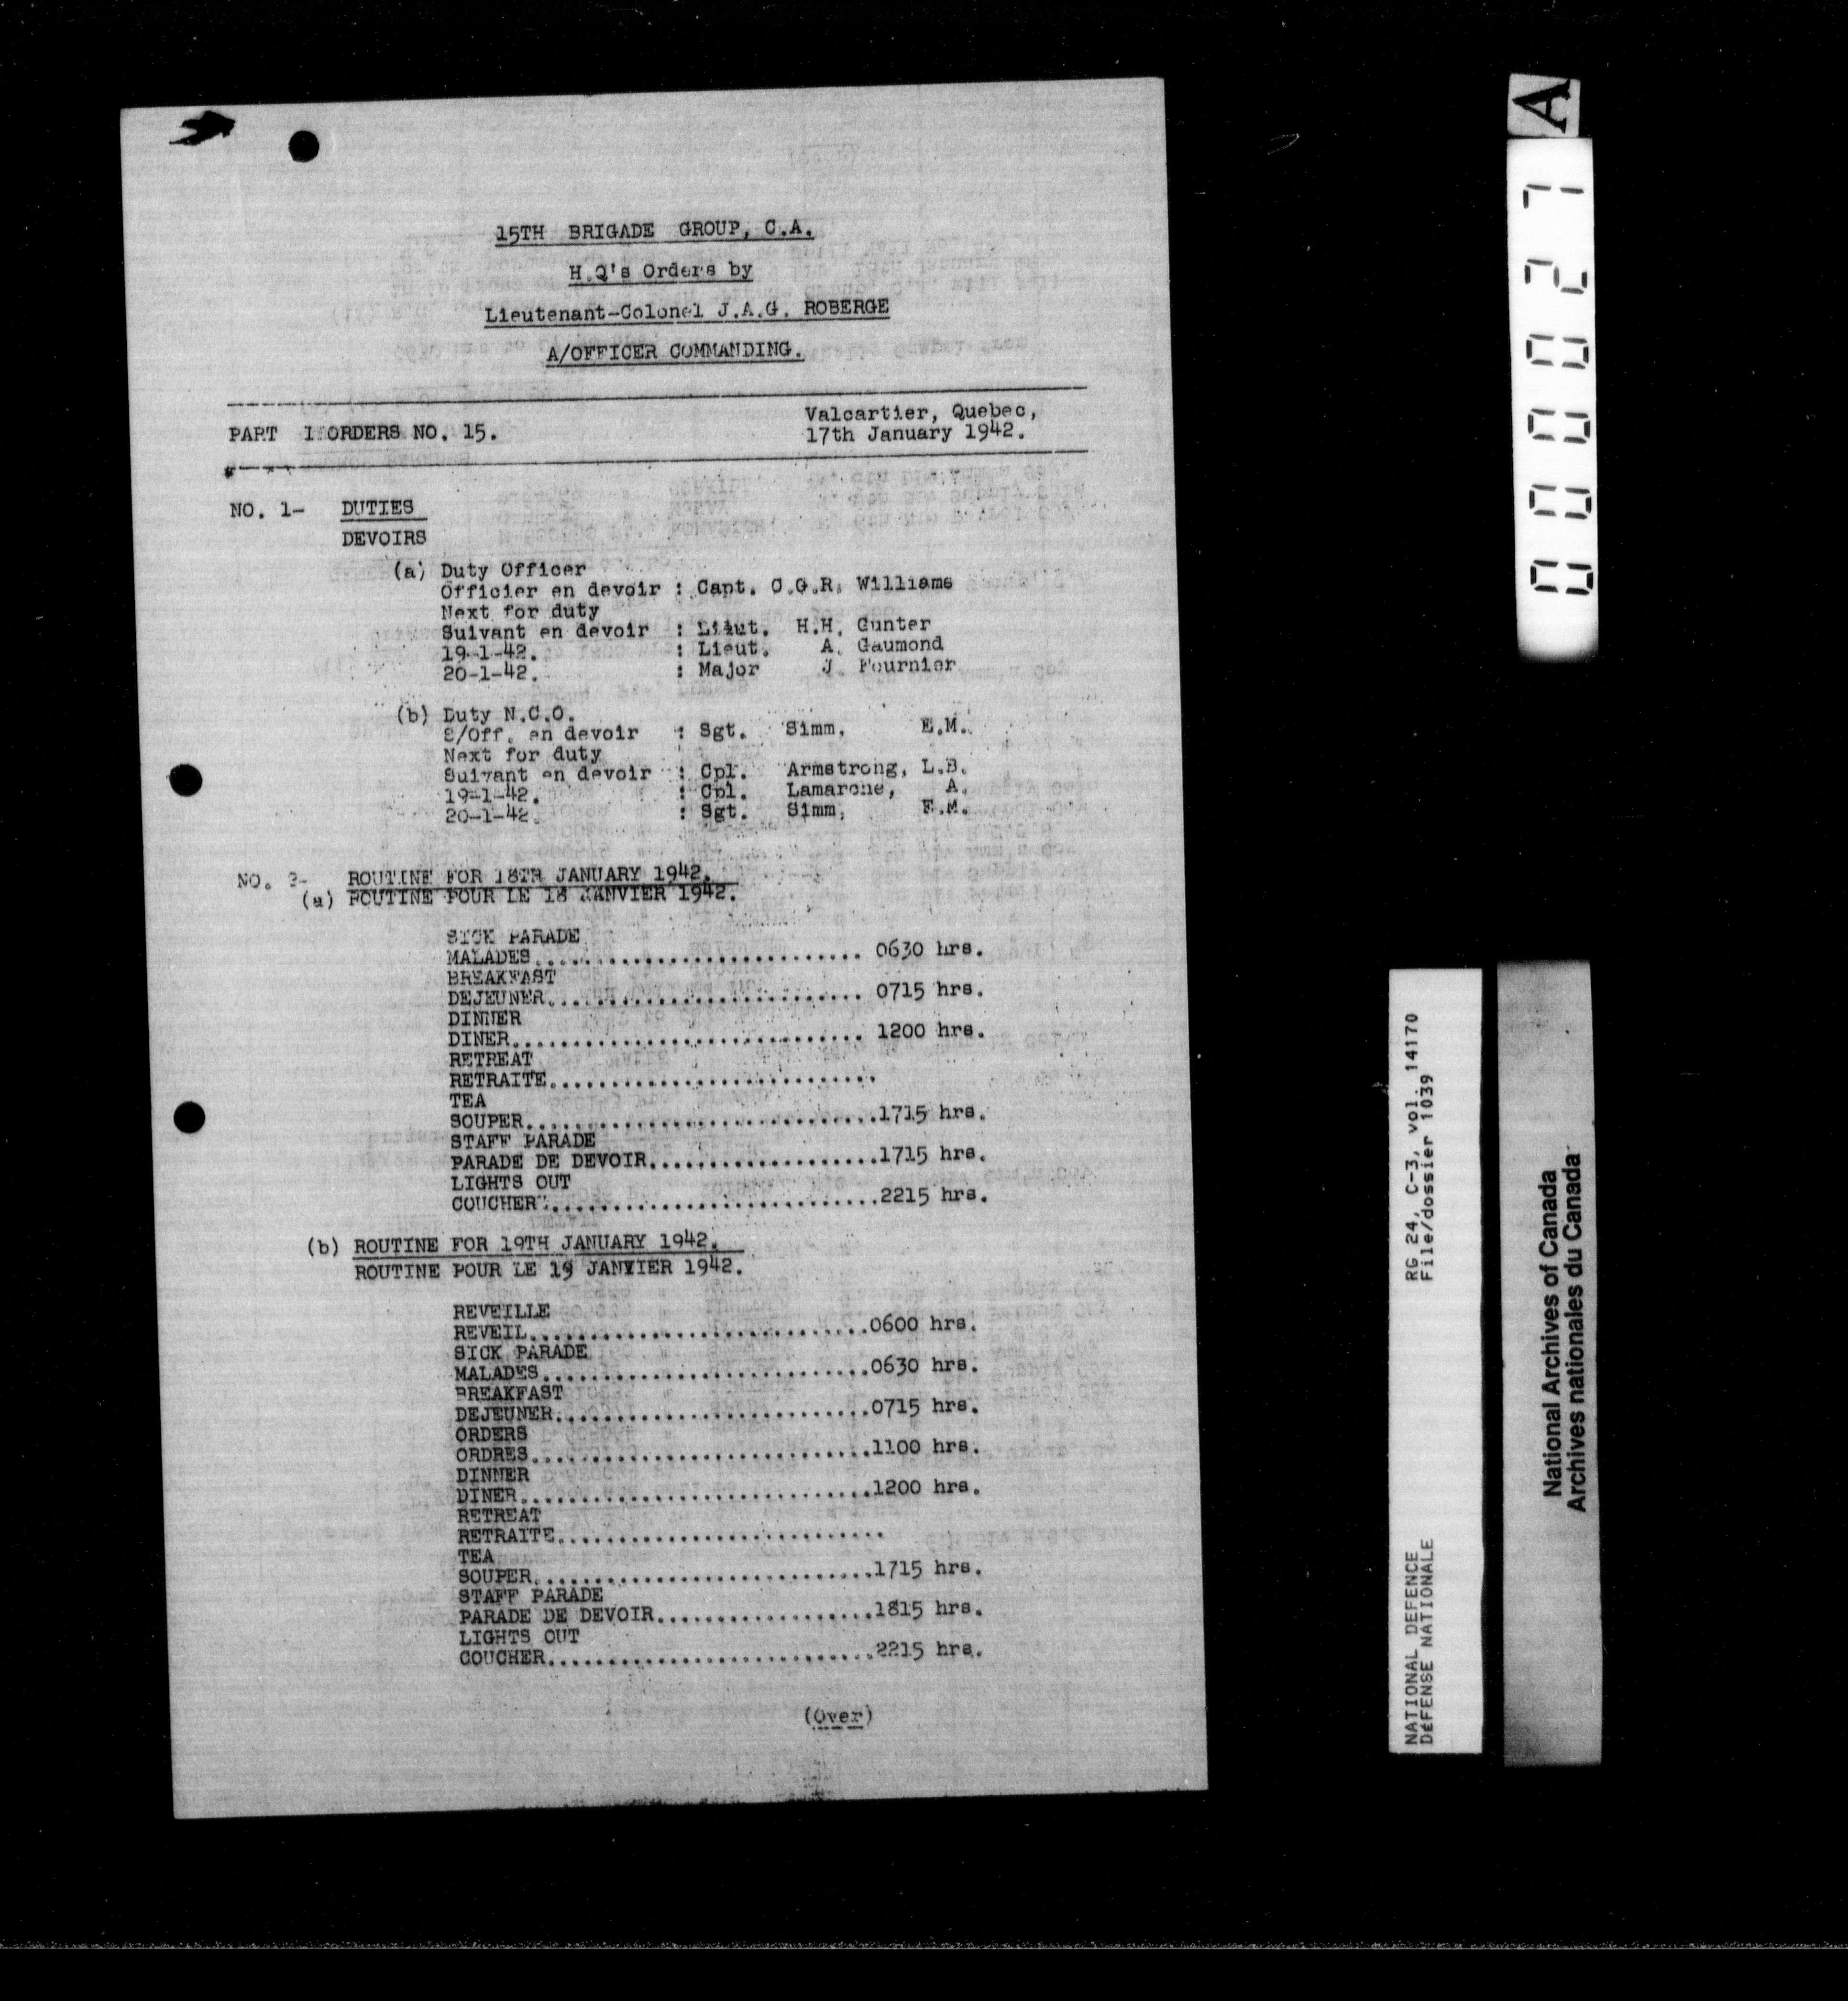 15TH BRIGADE GROUP, C.A.
H.Q's Orders by
Lieutenant-Colonel J.A.G. ROBERGE
A/OFFICER COMMANDING.
Valcartier, Quebec,
PART I ORDERS NO. 15.   17th January 1942.
NO. 1- DUTIES
DEVOIRS
(a) Duty Officer
Officier en devoir : Capt. C.G.R. Williams
Next for duty
Suivant en devoir : Lieut. H.H. Gunter
19-1-42. : Lieut. A. Gaumond
20-1-42. : Major J. Fournier
(b) Duty N.C.O.
S/Off. en devoir : Sgt. Simm, E.M.
Next for duty
Suivant en devoir : Cpl. Armstrong, L.B.
19-1-42. : Cpl. Lamarche, A.
20-1-42. : Sgt. Simm, E.M.
NO. 2- ROUTINE FOR 18TH JANUARY 1942.
(a) ROUTINE POUR LE 18 JANVIER 1942.
SICK PARADE
MALADES........................... 0630 hrs.
BREAKFAST
DEJEUNER.......................... 0715 hrs.
DINNER
DINER............................. 1200 hrs.
RETREAT
RETRAITE...........................
TEA
SOUPER.............................1715 hrs.
STAFF PARADE
PARADE DE DEVOIR...................1715 hrs.
LIGHTS OUT
COUCHER............................2215 hrs.
(b) ROUTINE FOR 19TH JANUARY 1942.
ROUTINE POUR LE 19 JANVIER 1942.
REVEILLE
REVEIL............................0600 hrs.
SICK PARADE
MALADES...........................0630 hrs.
BREAKFAST
DEJEUNER..........................0715 hrs.
ORDERS
ORDRES............................1100 hrs.
DINNER
DINER.............................1200 hrs.
RETREAT
RETRAITE...........................
TEA
SOUPER............................1715 hrs.
STAFF PARADE
PARADE DE DEVOIR..................1815 hrs.
LIGHTS OUT
COUCHER...........................2215 hrs.
(Over)
000027 A
NATIONAL DEFENCE   RG 24, C-3, vol. 14170
DéFENSE NATIONALE   File/dossier 1039
National Archives of Canada
Archives nationales du Canada